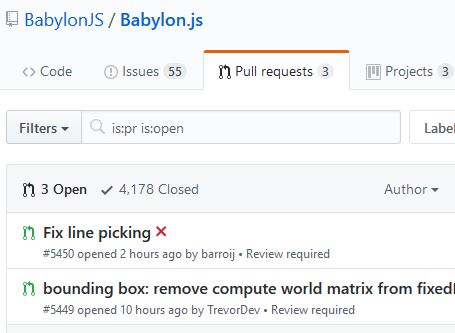 BabylonJS / Babylon.js
Code Issues 55 Pull requests 3 Projects 3
Filters is:pr is:open Label
3 Open 4,178 Closed Author
Fix line picking
#5450 opened 2 hours ago by barroij • Review required
bounding box: remove compute world matrix from fixed
#5449 opened 10 hours ago by TrevorDev • Review required